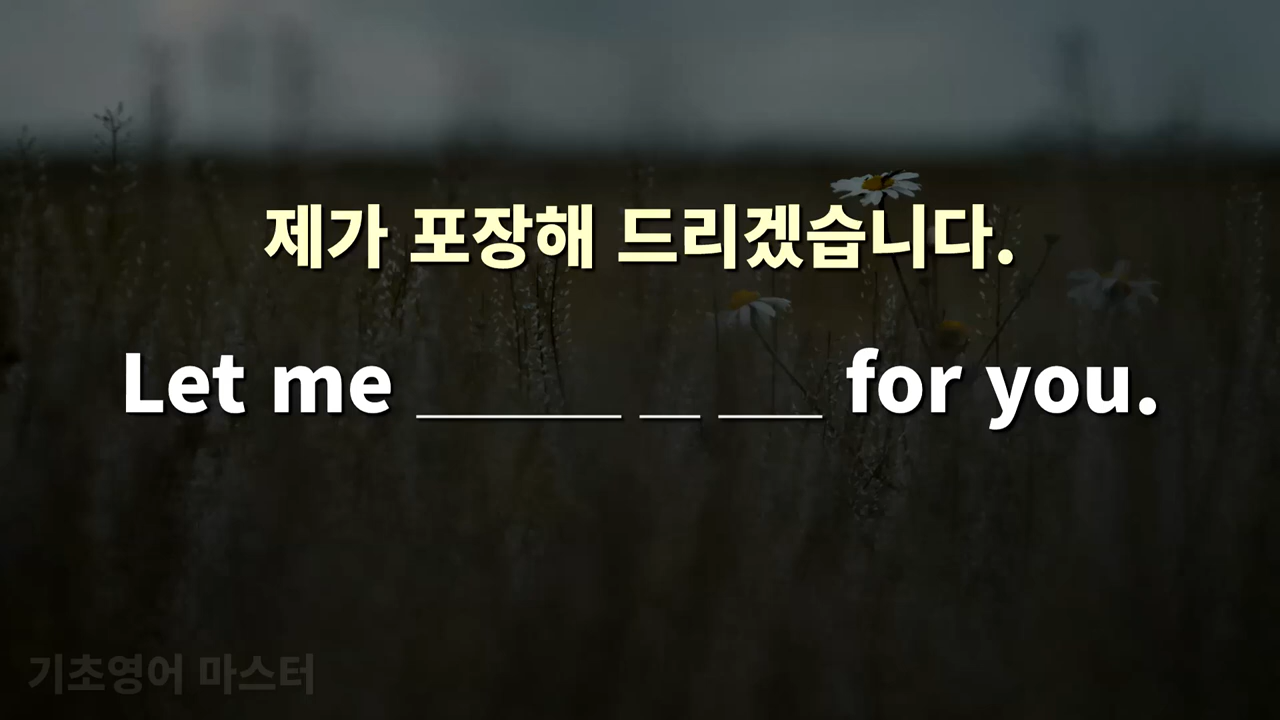 제가 포장해 드리겠습니다.
Let me _____ __ ___ for you.
기초영어 마스터